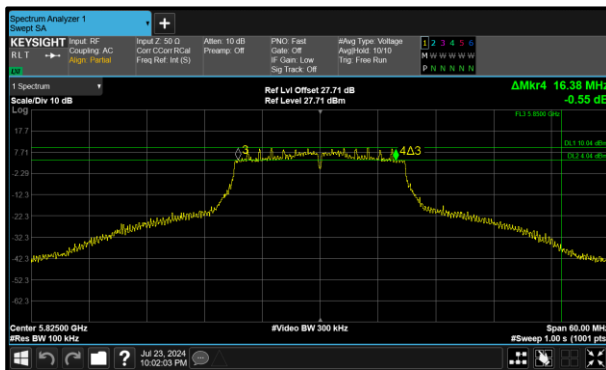 Spectrum Analyzer 1
Swept SA
KEYSIGHT
RLT
Input: RF
Coupling: AC
Align: Partial
Input Z: 50 Ω
Corr CCorr RCal
Freq Ref: Int (S)
Atten: 10 dB
Preamp: Off
PNO: Fast
Gate: Off
IF Gain: Low
Sig Track: Off
#Avg Type: Voltage
Avg|Hold: 10/10
Trig: Free Run
1 2 3 4 5 6
M W W W W W
P N N N N N
1 Spectrum
Scale/Div 10 dB
Ref Lvl Offset 27.71 dB
Ref Level 27.71 dBm
ΔMkr4 16.38 MHz
-0.55 dB
Log
FL3 5.8500 GHz
17.7
7.71
-2.29
-12.3
-22.3
-32.3
-42.3
-52.3
-62.3
3
4Δ3
DL1 10.04 dBm
DL2 4.04 dBm
Center 5.82500 GHz
#Res BW 100 kHz
#Video BW 300 kHz
Span 60.00 MHz
#Sweep 1.00 s (1001 pts)
?
Jul 23, 2024
10:02:03 PM